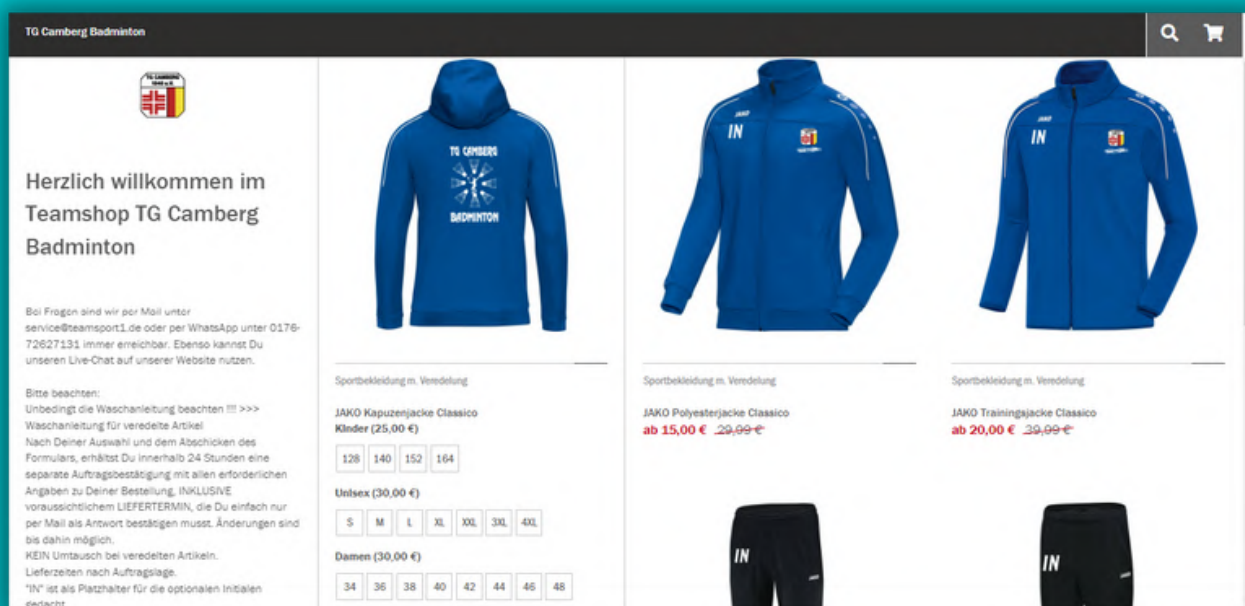 TG Camberg Badminton
TG CAMBERG
1848 e.V.
Herzlich willkommen im
Teamshop TG Camberg
Badminton
Bei Fragen sind wir per Mail unter
service@teamsport1.de oder per WhatsApp unter 0176-
72627131 immer erreichbar. Ebenso kannst Du
unseren Live-Chat auf unserer Website nutzen.
Bitte beachten:
Unbedingt die Waschanleitung beachten !!! >>>
Waschanleitung für veredelte Artikel
Nach Deiner Auswahl und dem Abschicken des
Formulars, erhältst Du innerhalb 24 Stunden eine
separate Auftragsbestätigung mit allen erforderlichen
Angaben zu Deiner Bestellung, INKLUSIVE
voraussichtlichem LIEFERTERMIN, die Du einfach nur
per Mail als Antwort bestätigen musst. Änderungen sind
bis dahin möglich.
KEIN Umtausch bei veredelten Artikeln.
Lieferzeiten nach Auftragslage.
"IN" ist als Platzhalter für die optionalen Initialen
gedacht
TG CAMBERG
BADMINTON
Sportbekleidung m. Veredelung
JAKO Kapuzenjacke Classico
Kinder (25,00 €)
128 140 152 164
Unisex (30,00 €)
S M L XL XXL 3XL 4XL
Damen (30,00 €)
34 36 38 40 42 44 46 48
JAKO
IN
Sportbekleidung m. Veredelung
JAKO Polyesterjacke Classico
ab 15,00 € 29,99 €
IN
JAKO
JAKO
IN
Sportbekleidung m. Veredelung
JAKO Trainingsjacke Classico
ab 20,00 € 39,99 €
IN